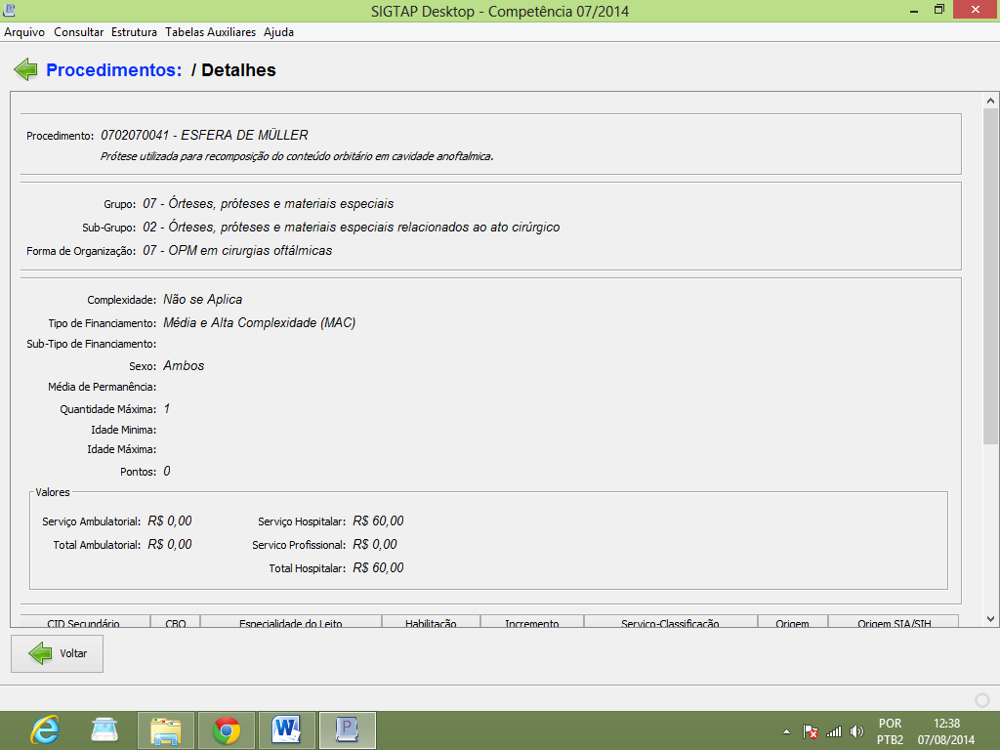 SIGTAP Desktop - Competência 07/2014
Arquivo Consultar Estrutura Tabelas Auxiliares Ajuda
Procedimentos: / Detalhes
Procedimento: 0702070041 - ESFERA DE MÜLLER
Prótese utilizada para recomposição do conteúdo orbitário em cavidade anoftalmica.
Grupo: 07 - Órteses, próteses e materiais especiais
Sub-Grupo: 02 - Órteses, próteses e materiais especiais relacionados ao ato cirúrgico
Forma de Organização: 07 - OPM em cirurgias oftálmicas
Complexidade: Não se Aplica
Tipo de Financiamento: Média e Alta Complexidade (MAC)
Sub-Tipo de Financiamento:
Sexo: Ambos
Média de Permanência:
Quantidade Máxima: 1
Idade Minima:
Idade Máxima:
Pontos: 0
Valores
Serviço Ambulatorial: R$ 0,00 Serviço Hospitalar: R$ 60,00
Total Ambulatorial: R$ 0,00 Servico Profissional: R$ 0,00
Total Hospitalar: R$ 60,00
CID Secundário CBO Especialidade do Leito Habilitação Incremento Serviço-Classificação Origem Origem SIA/SIH
Voltar
POR 12:38
PTB2 07/08/2014